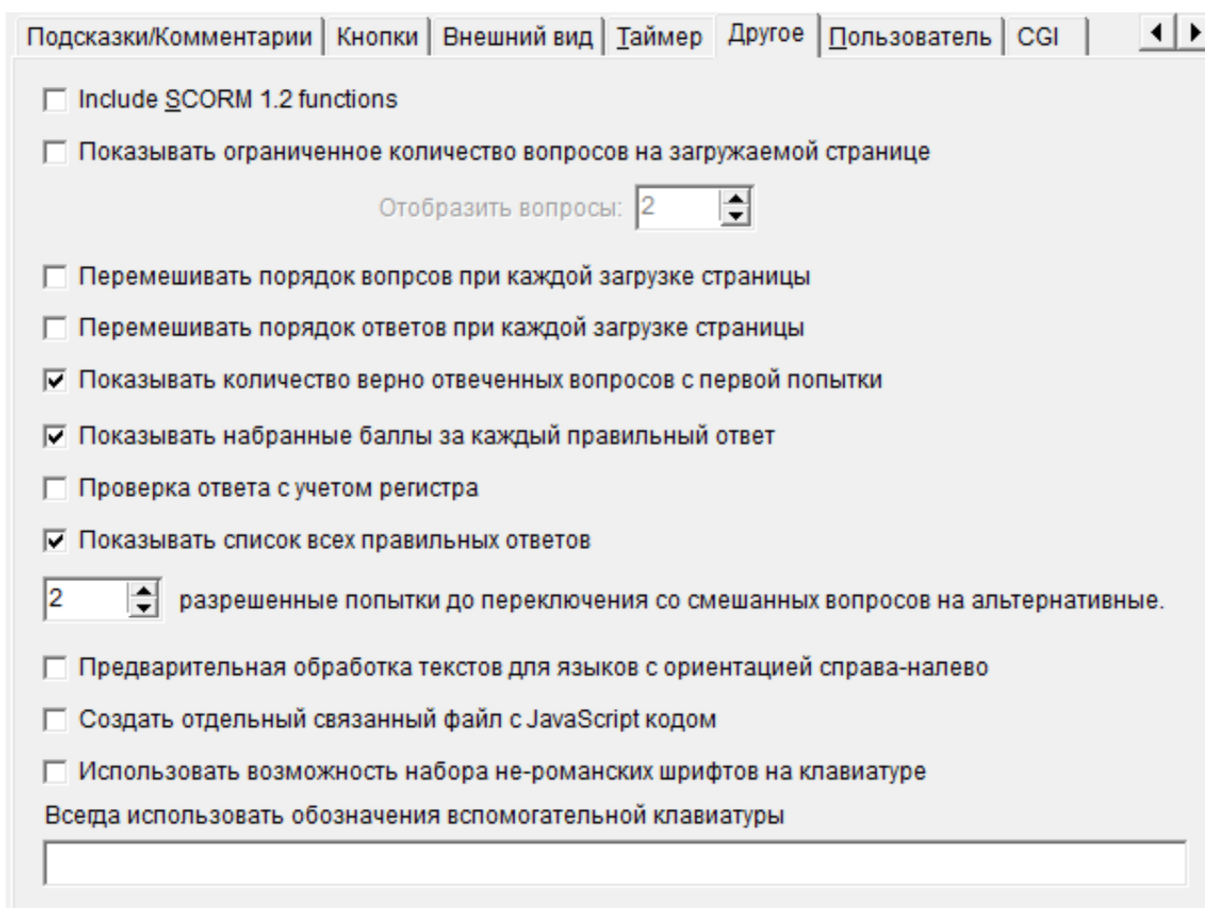 Подсказки/Комментарии Кнопки Внешний вид Таймер Другое Пользователь CGI
Include SCORM 1.2 functions
Показывать ограниченное количество вопросов на загружаемой странице
Отобразить вопросы: 2
Перемешивать порядок вопрсов при каждой загрузке страницы
Перемешивать порядок ответов при каждой загрузке страницы
Показывать количество верно отвеченных вопросов с первой попытки
Показывать набранные баллы за каждый правильный ответ
Проверка ответа с учетом регистра
Показывать список всех правильных ответов
2 разрешенные попытки до переключения со смешанных вопросов на альтернативные.
Предварительная обработка текстов для языков с ориентацией справа-налево
Создать отдельный связанный файл с JavaScript кодом
Использовать возможность набора не-романских шрифтов на клавиатуре
Всегда использовать обозначения вспомогательной клавиатуры